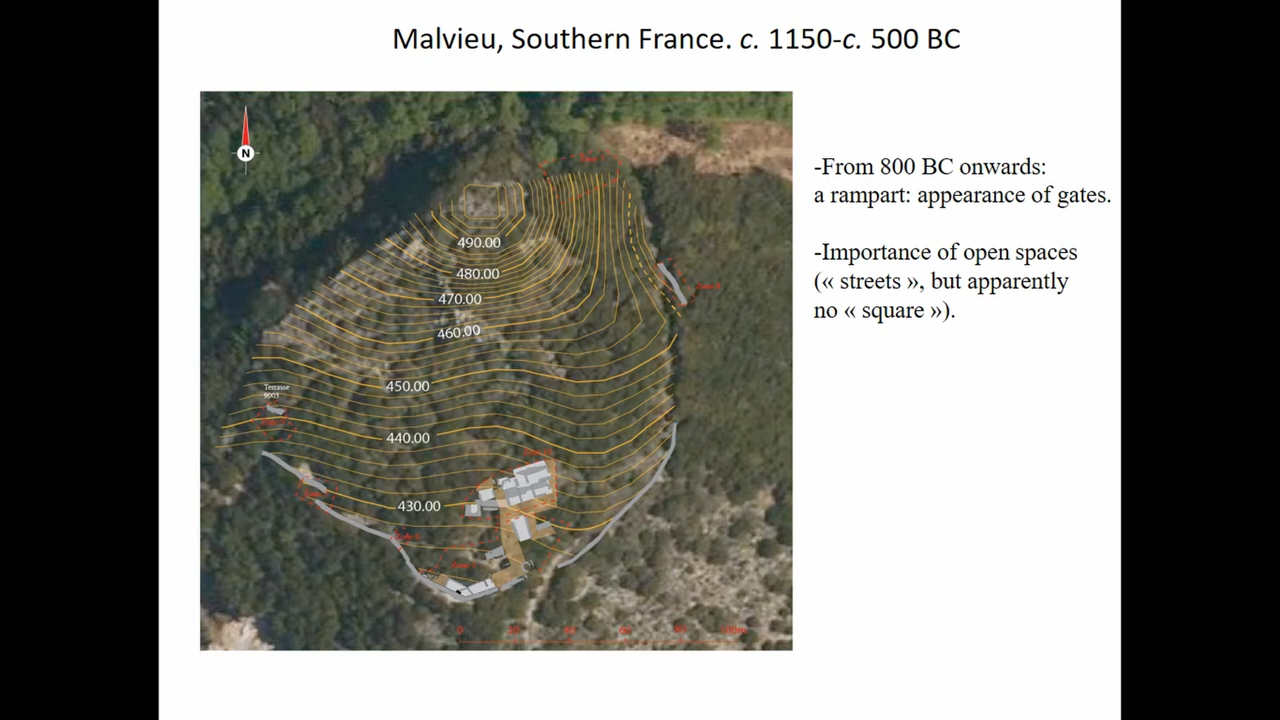 Malvieu, Southern France. c. 1150-c. 500 BC
N
-From 800 BC onwards:
a rampart: appearance of gates.
-Importance of open spaces
(« streets », but apparently
no « square »).
490.00
480.00
470.00
460.00
450.00
Terrasse
9003
440.00
430.00
0